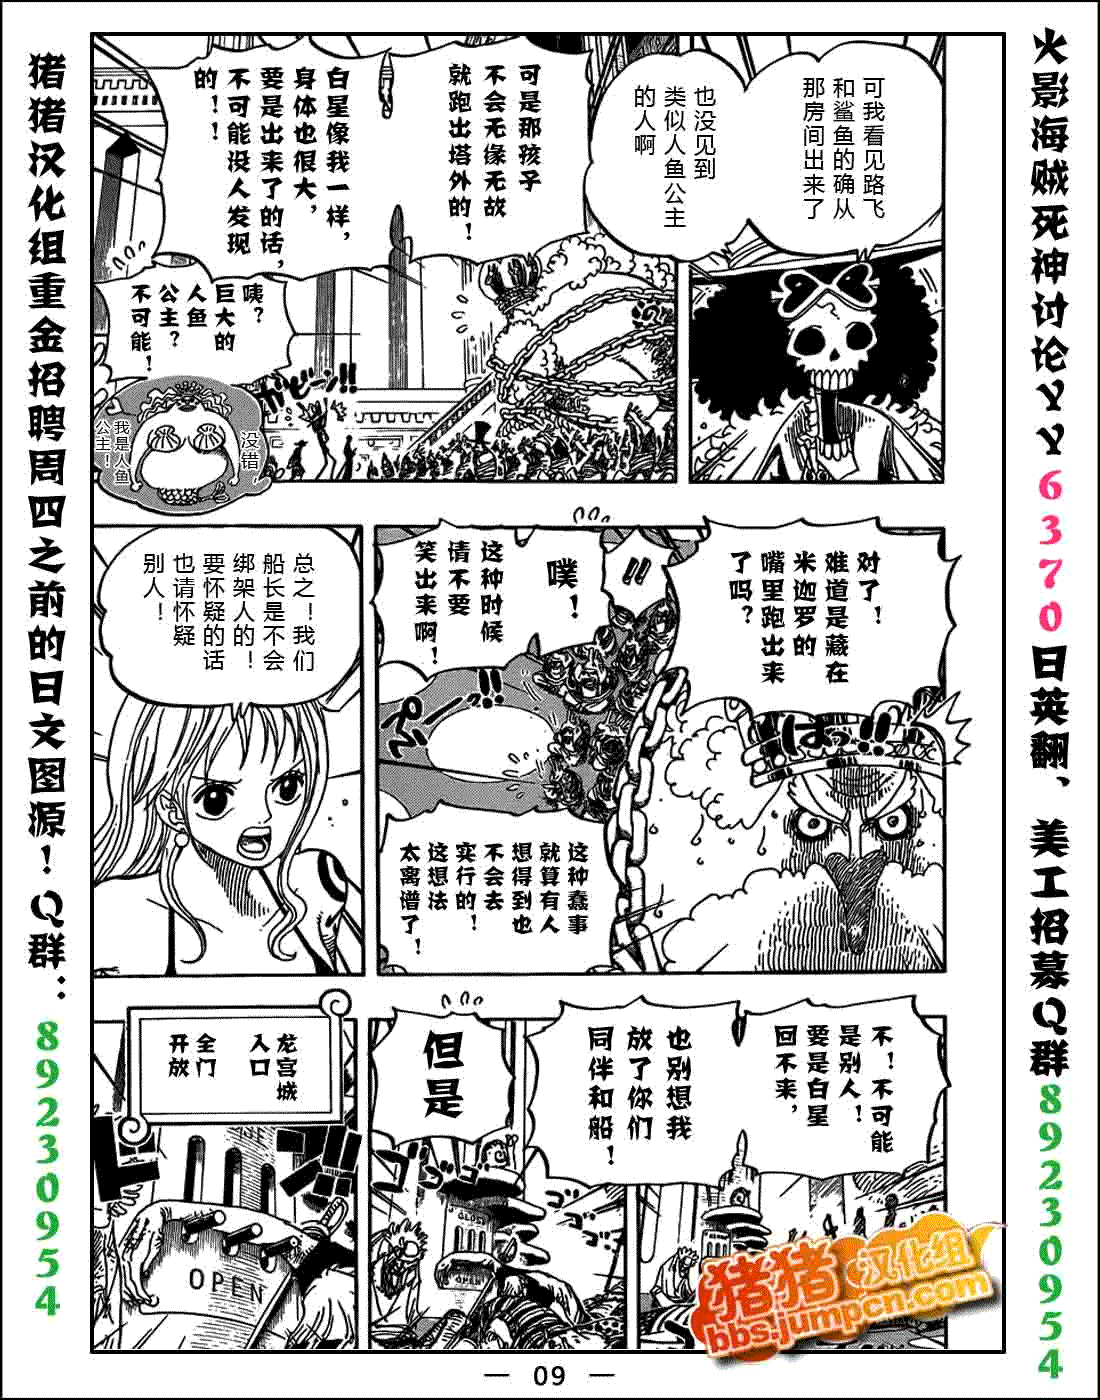 可我看见路飞
和鲨鱼的确从
那房间出来了
也没见到
类似人鱼公主
的人啊
可是那孩子
不会无缘无故
就跑出塔外的！
白星像我一样，
身体也很大，
要是出来了的话，
不可能没人发现
的！！
咦？
巨大的
人鱼
公主？
不可能！
ガビーン!!
没错，
我是人鱼
公主！
对了！
难道是藏在
米迦罗的
嘴里跑出来
了吗？
はっ!!
!!
噗！
这种时候
请不要
笑出来啊！
这种蠢事
就算有人
想得到也
不会去
实行的！
这想法
太离谱了！
总之！我们
船长是不会
绑架人的！
要怀疑的话
也请怀疑
别人！
不！不可能
是别人！
要是白星
回不来，
也别想我
放了你们
同伴和船！
但是
龙宫城
入口
全门
开放
CLOSE
OPEN
OPEN
猪猪汉化组
bbs.jumpcn.com
猪猪汉化组重金招聘周四之前的日文图源！Q群：89230954
火影海贼死神讨论YY6370日英翻、美工招募Q群89230954
— 09 —